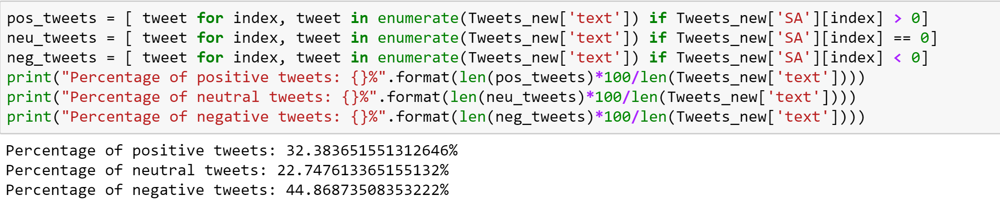 pos_tweets = [ tweet for index, tweet in enumerate(Tweets_new['text']) if Tweets_new['SA'][index] > 0]
neu_tweets = [ tweet for index, tweet in enumerate(Tweets_new['text']) if Tweets_new['SA'][index] == 0]
neg_tweets = [ tweet for index, tweet in enumerate(Tweets_new['text']) if Tweets_new['SA'][index] < 0]
print("Percentage of positive tweets: {}%".format(len(pos_tweets)*100/len(Tweets_new['text'])))
print("Percentage of neutral tweets: {}%".format(len(neu_tweets)*100/len(Tweets_new['text'])))
print("Percentage of negative tweets: {}%".format(len(neg_tweets)*100/len(Tweets_new['text'])))
Percentage of positive tweets: 32.383651551312646%
Percentage of neutral tweets: 22.747613365155132%
Percentage of negative tweets: 44.86873508353222%